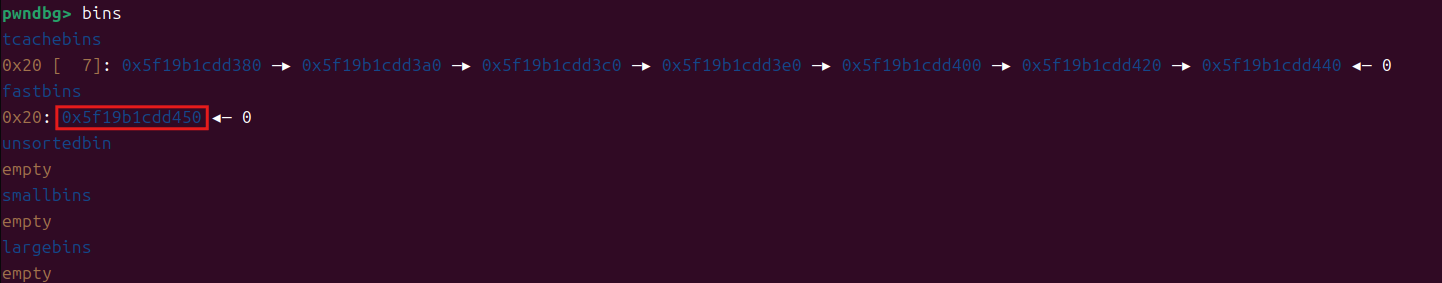 pwndbg> bins
tcachebins
0x20 [  7]: 0x5f19b1cdd380 —▸ 0x5f19b1cdd3a0 —▸ 0x5f19b1cdd3c0 —▸ 0x5f19b1cdd3e0 —▸ 0x5f19b1cdd400 —▸ 0x5f19b1cdd420 —▸ 0x5f19b1cdd440 ◂— 0
fastbins
0x20: 0x5f19b1cdd450 ◂— 0
unsortedbin
empty
smallbins
empty
largebins
empty